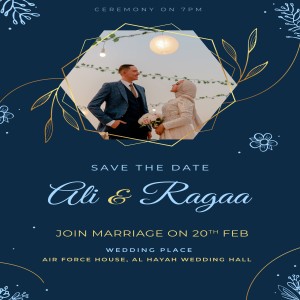 CEREMONY ON 7PM
SAVE THE DATE
Ali & Ragaa
JOIN MARRIAGE ON 20TH FEB
WEDDING PLACE
AIR FORCE HOUSE, AL HAYAH WEDDING HALL